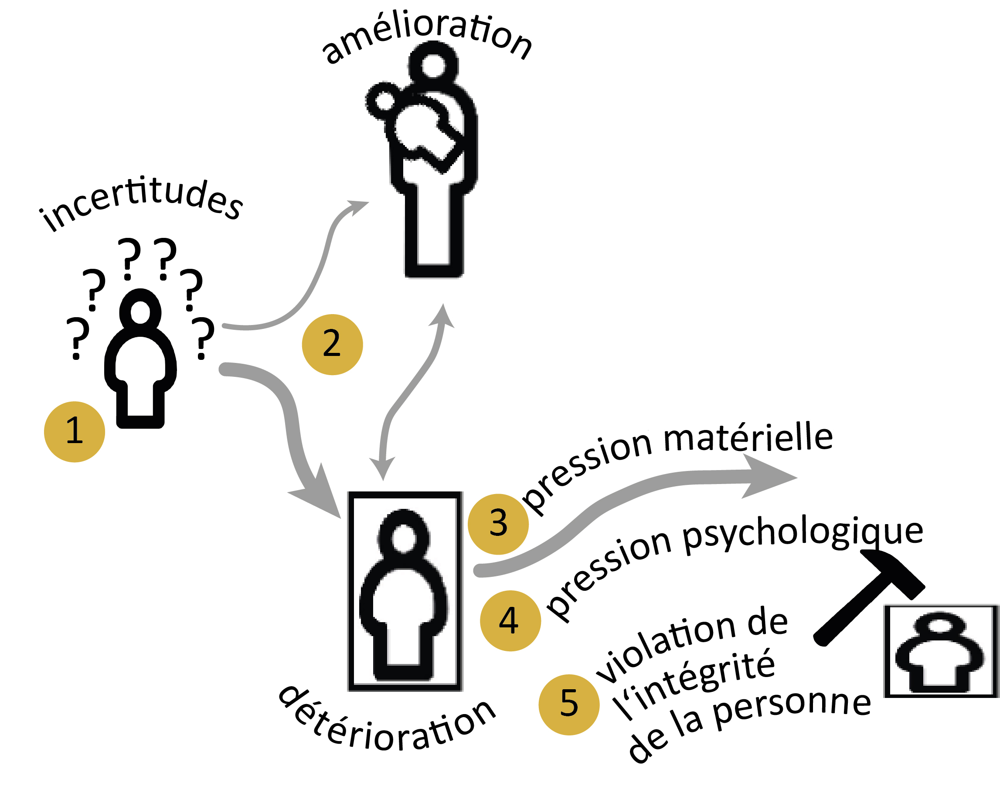 amélioration
incertitudes
? ? ? ? ? ?
1
2
3
pression matérielle
4
pression psychologique
5
violation de
l'intégrité
de la personne
détérioration